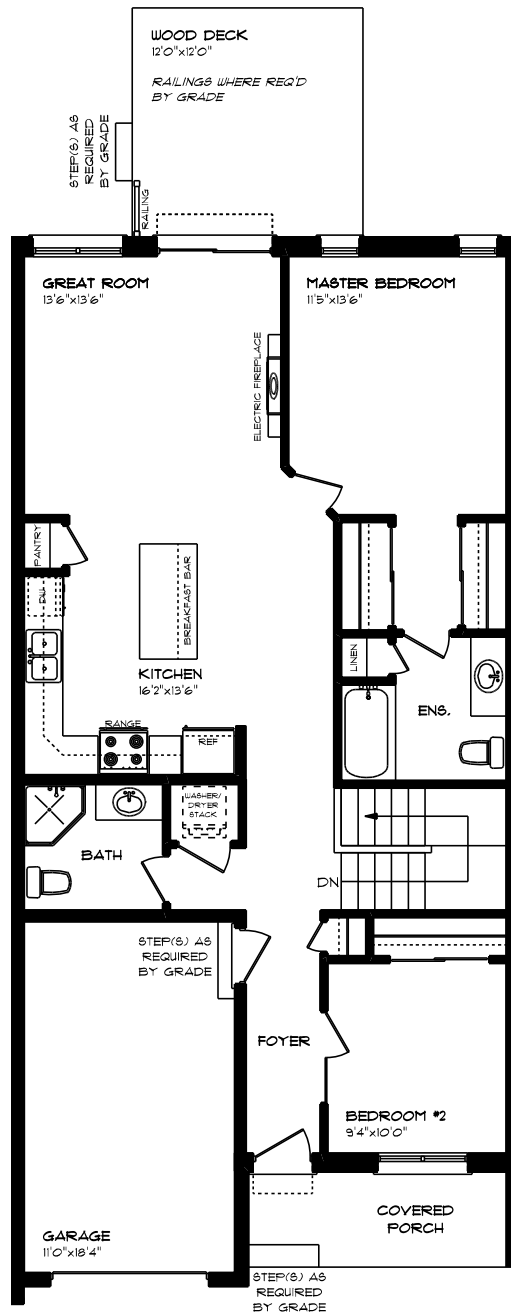 WOOD DECK
12'0"x12'0"
RAILINGS WHERE REQ'D
BY GRADE
STEP(S) AS
REQUIRED
BY GRADE
RAILING
GREAT ROOM
13'6"x13'6"
MASTER BEDROOM
11'5"x13'6"
ELECTRIC FIREPLACE
PANTRY
DW
BREAKFAST BAR
KITCHEN
16'2"x13'6"
LINEN
ENS.
RANGE
REF
WASHER/
DRYER
STACK
BATH
DN
STEP(S) AS
REQUIRED
BY GRADE
FOYER
BEDROOM #2
9'4"x10'0"
COVERED
PORCH
GARAGE
11'0"x18'4"
STEP(S) AS
REQUIRED
BY GRADE